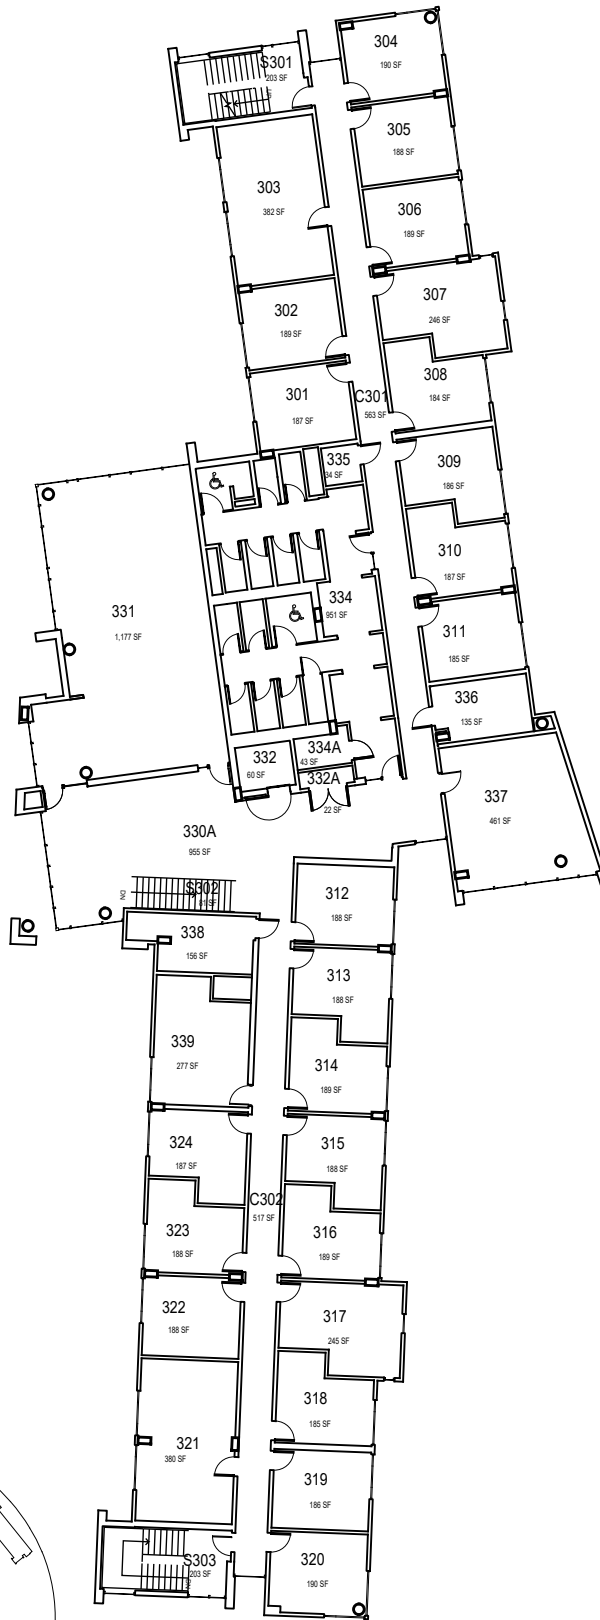 304
190 SF
S301
203 SF
305
188 SF
303
382 SF
306
189 SF
307
246 SF
302
189 SF
308
184 SF
301
187 SF
C301
563 SF
335
34 SF
309
186 SF
310
187 SF
331
1,177 SF
334
951 SF
311
185 SF
336
135 SF
332
60 SF
334A
43 SF
332A
22 SF
337
461 SF
330A
955 SF
S302
81 SF
DN
312
188 SF
338
156 SF
313
188 SF
339
277 SF
314
189 SF
324
187 SF
315
188 SF
C302
517 SF
323
188 SF
316
189 SF
322
188 SF
317
245 SF
318
185 SF
321
380 SF
319
186 SF
S303
203 SF
320
190 SF